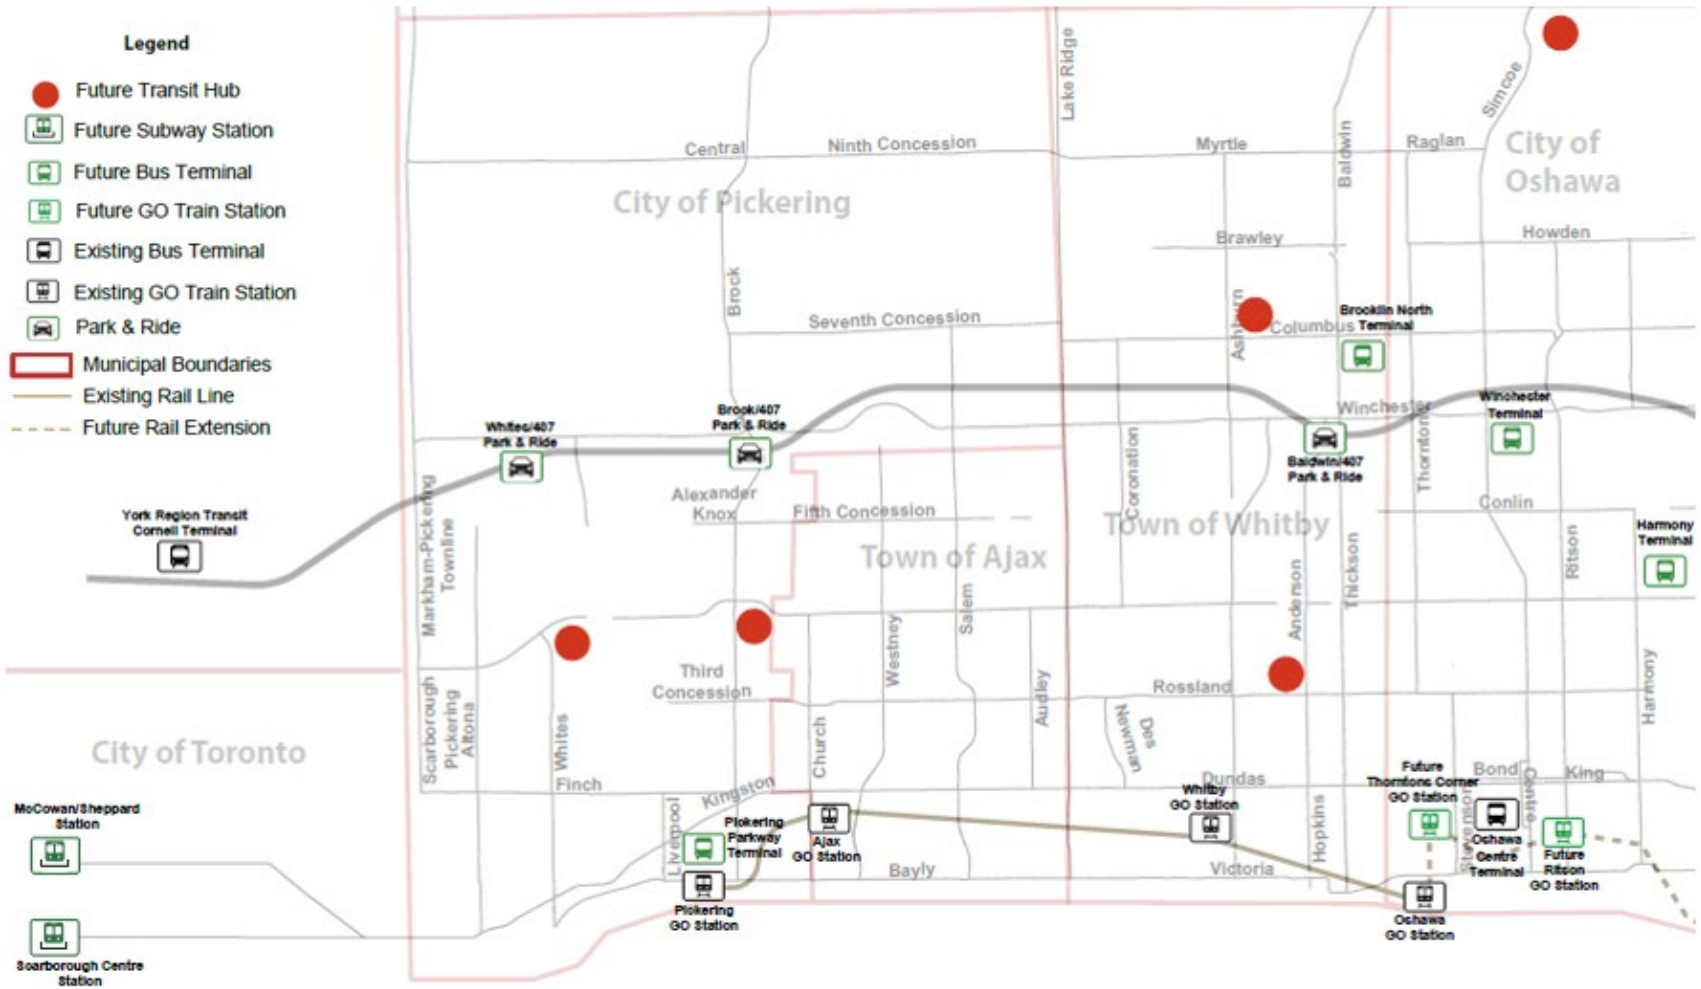 Legend
Future Transit Hub
Future Subway Station
Future Bus Terminal
Future GO Train Station
Existing Bus Terminal
Existing GO Train Station
Park & Ride
Municipal Boundaries
Existing Rail Line
Future Rail Extension
Lake Ridge
Simcoe
Baldwin
Central
Ninth Concession
Myrtle
Raglan
City of
Oshawa
City of Pickering
Brawley
Howden
Brock
Seventh Concession
Ashburn
Columbus
Brooklin North
Terminal
Whites/407
Park & Ride
Brock/407
Park & Ride
Winchester
Winchester
Terminal
Baldwin/407
Park & Ride
Thornton
Coronation
Markham-Pickering
Townline
Alexander
Knox
Fifth Concession
Conlin
York Region Transit
Cornell Terminal
Town of Ajax
Town of Whitby
Harmony
Terminal
Ritson
Thickson
Anderson
Salem
Westney
Third
Concession
Rossland
Audley
Harmony
Scarborough
Pickering
Altona
Whites
Church
Des
Newman
City of Toronto
Finch
Kingston
Dundas
Future
Thorntons Corner
GO Station
Bond
King
Centre
Stevenson
McCowan/Sheppard
Station
Liverpool
Pickering
Parkway
Terminal
Ajax
GO Station
Whitby
GO Station
Hopkins
Oshawa
Centre
Terminal
Future
Ritson
GO Station
Bayly
Victoria
Pickering
GO Station
Oshawa
GO Station
Scarborough Centre
Station